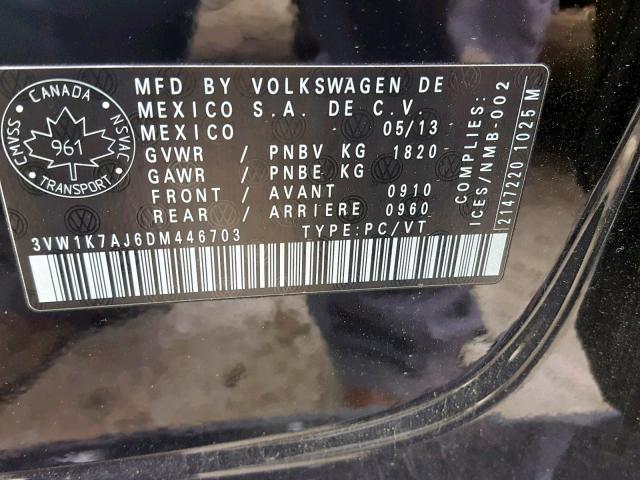 CANADA
CMVSS NSVAC
961
TRANSPORT
MFD BY VOLKSWAGEN DE
MEXICO S.A. DE C.V.
MEXICO - 05/13-
GVWR / PNBV KG 1820
GAWR / PNBE KG
FRONT / AVANT 0910
REAR / ARRIERE 0960
3VW1K7AJ6DM446703 TYPE:PC/VT
COMPLIES:
ICES/NMB-002
2147220 1025 M